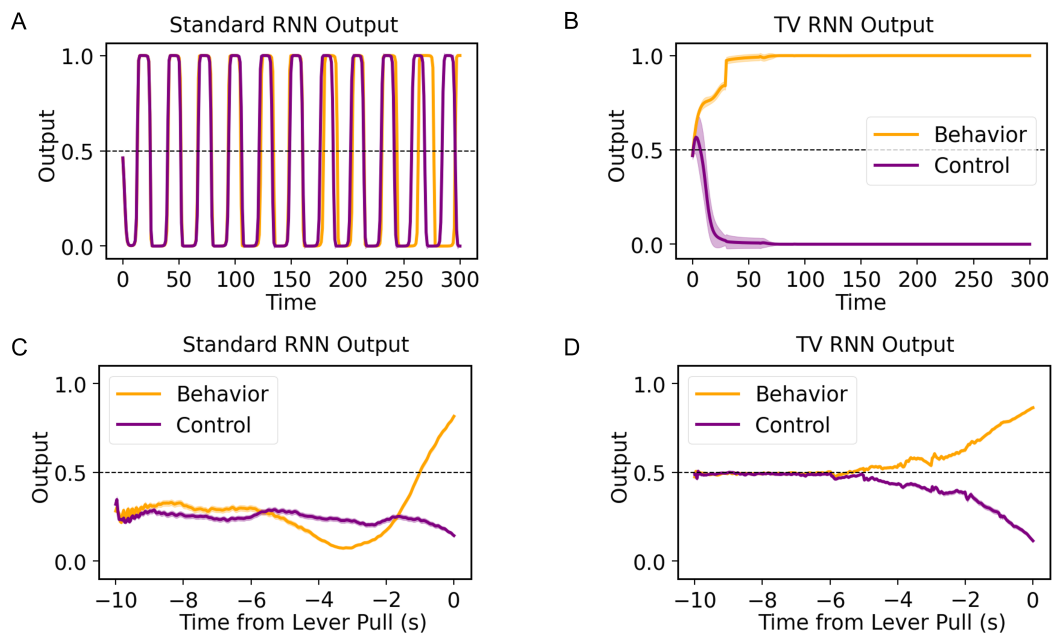 A
Standard RNN Output
Output
1.0
0.5
0.0
0 50 100 150 200 250 300
Time
B
TV RNN Output
Output
1.0
0.5
0.0
Behavior
Control
0 50 100 150 200 250 300
Time
C
Standard RNN Output
Output
1.0
0.5
0.0
Behavior
Control
−10 −8 −6 −4 −2 0
Time from Lever Pull (s)
D
TV RNN Output
Output
1.0
0.5
0.0
Behavior
Control
−10 −8 −6 −4 −2 0
Time from Lever Pull (s)